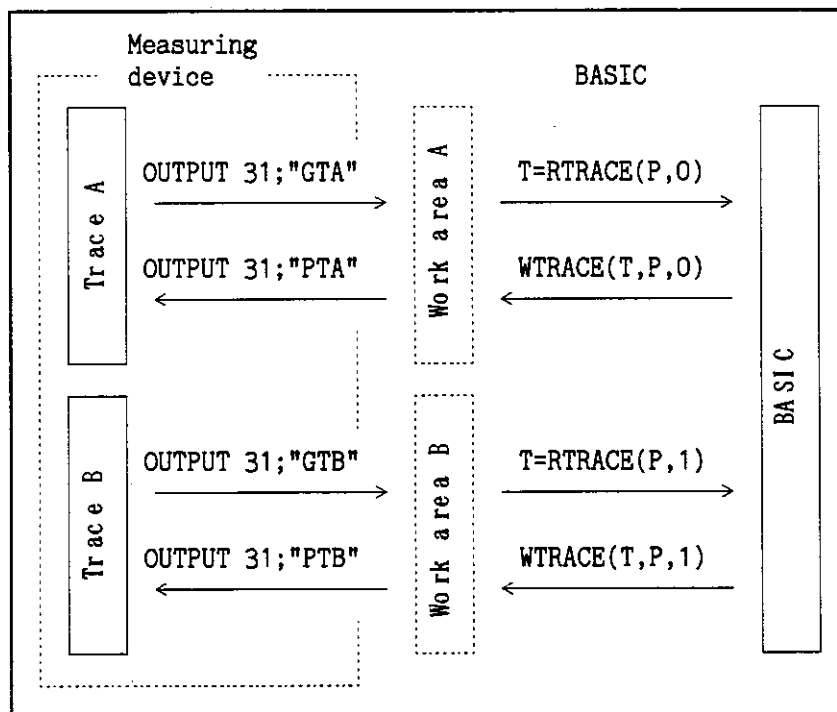 Measuring
device
BASIC
Trace A
OUTPUT 31;"GTA"
Work area A
T=RTRACE(P,0)
OUTPUT 31;"PTA"
WTRACE(T,P,0)
BASIC
Trace B
OUTPUT 31;"GTB"
Work area B
T=RTRACE(P,1)
OUTPUT 31;"PTB"
WTRACE(T,P,1)